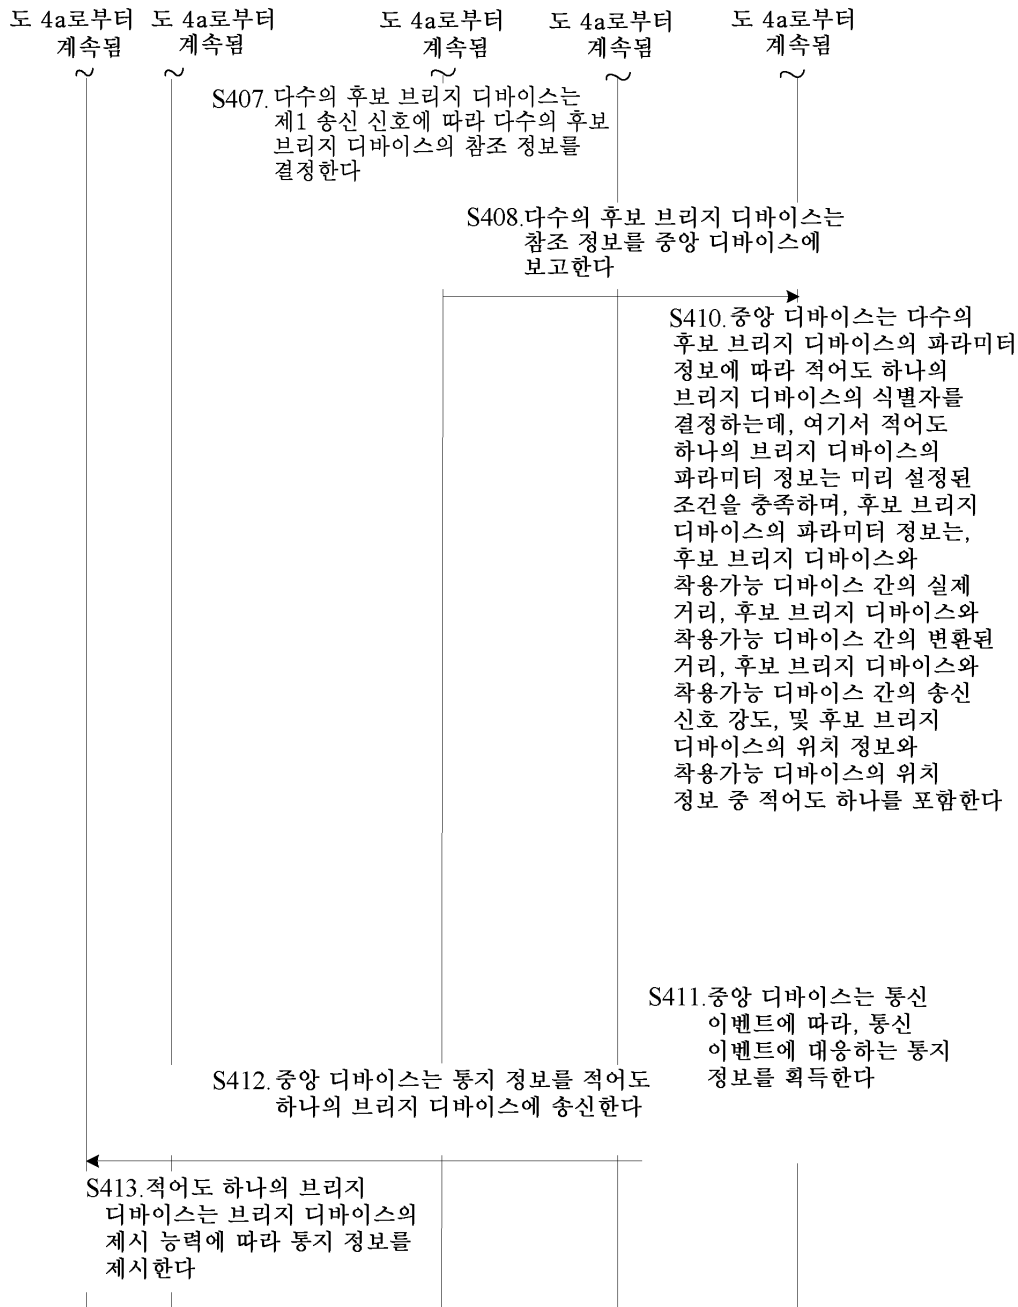 도 4a로부터 계속됨
도 4a로부터 계속됨
도 4a로부터 계속됨
도 4a로부터 계속됨
도 4a로부터 계속됨
S407. 다수의 후보 브리지 디바이스는
제1 송신 신호에 따라 다수의 후보
브리지 디바이스의 참조 정보를
결정한다
S408.다수의 후보 브리지 디바이스는
참조 정보를 중앙 디바이스에
보고한다
S410.중앙 디바이스는 다수의
후보 브리지 디바이스의 파라미터
정보에 따라 적어도 하나의
브리지 디바이스의 식별자를
결정하는데, 여기서 적어도
하나의 브리지 디바이스의
파라미터 정보는 미리 설정된
조건을 충족하며, 후보 브리지
디바이스의 파라미터 정보는,
후보 브리지 디바이스와
착용가능 디바이스 간의 실제
거리, 후보 브리지 디바이스와
착용가능 디바이스 간의 변환된
거리, 후보 브리지 디바이스와
착용가능 디바이스 간의 송신
신호 강도, 및 후보 브리지
디바이스의 위치 정보와
착용가능 디바이스의 위치
정보 중 적어도 하나를 포함한다
S411.중앙 디바이스는 통신
이벤트에 따라, 통신
이벤트에 대응하는 통지
정보를 획득한다
S412. 중앙 디바이스는 통지 정보를 적어도
하나의 브리지 디바이스에 송신한다
S413.적어도 하나의 브리지
디바이스는 브리지 디바이스의
제시 능력에 따라 통지 정보를
제시한다